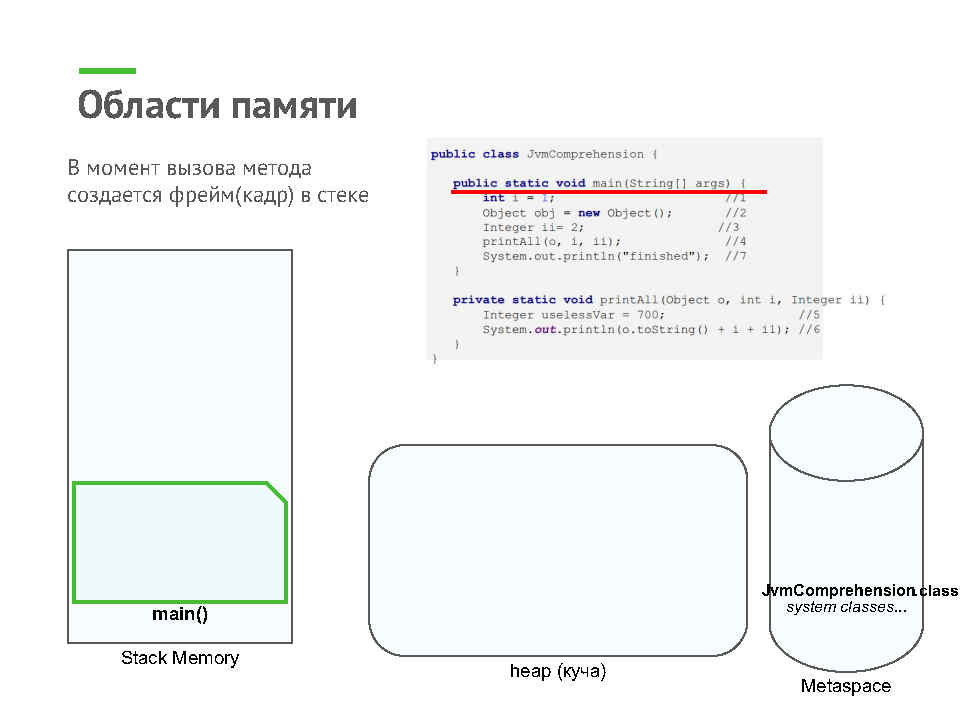 Области памяти
В момент вызова метода
создается фрейм(кадр) в стеке
public class JvmComprehension {
public static void main(String[] args) {
int i = 1; //1
Object obj = new Object(); //2
Integer ii= 2; //3
printAll(o, i, ii); //4
System.out.println("finished"); //7
}
private static void printAll(Object o, int i, Integer ii) {
Integer uselessVar = 700; //5
System.out.println(o.toString() + i + ii); //6
}
}
JvmComprehension.class
system classes...
main()
Stack Memory
heap (куча)
Metaspace